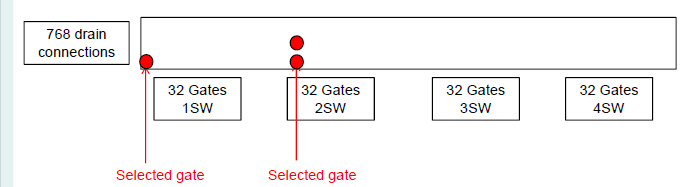 768 drain
connections
32 Gates
1SW
32 Gates
2SW
32 Gates
3SW
32 Gates
4SW
Selected gate
Selected gate